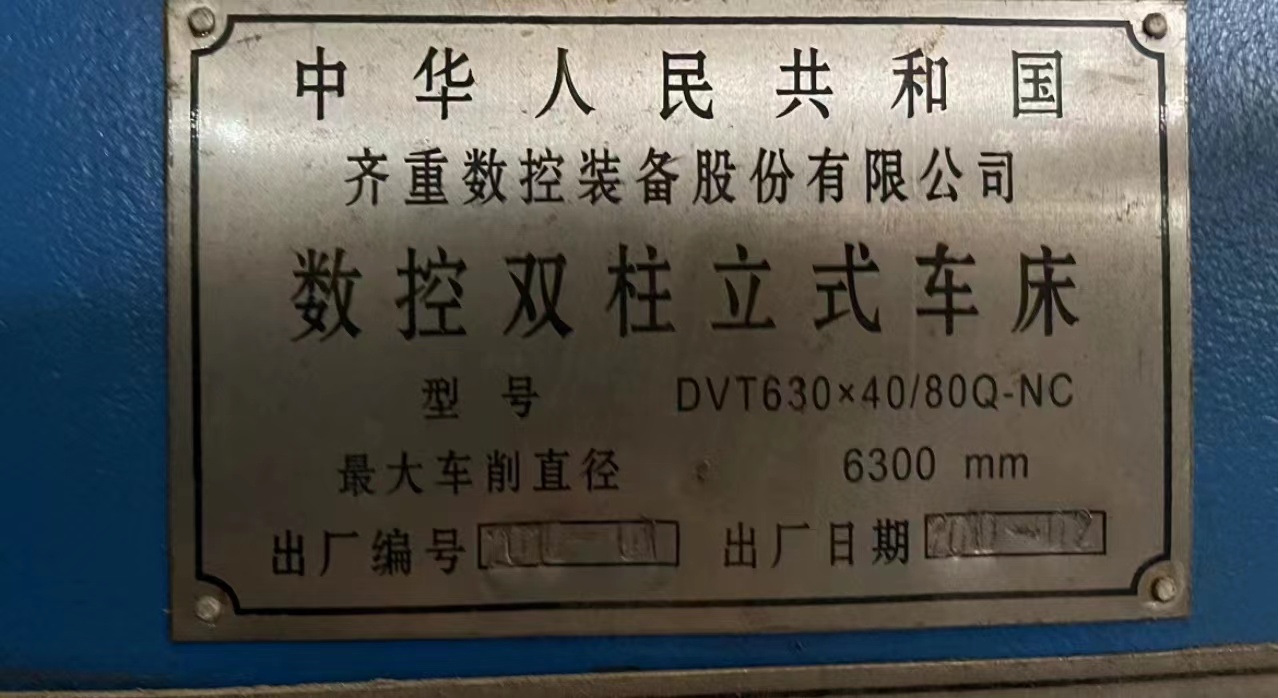 中华人民共和国
齐重数控装备股份有限公司
数控双柱立式车床
型号 DVT630×40/80Q-NC
最大车削直径 6300 mm
出厂编号 出厂日期